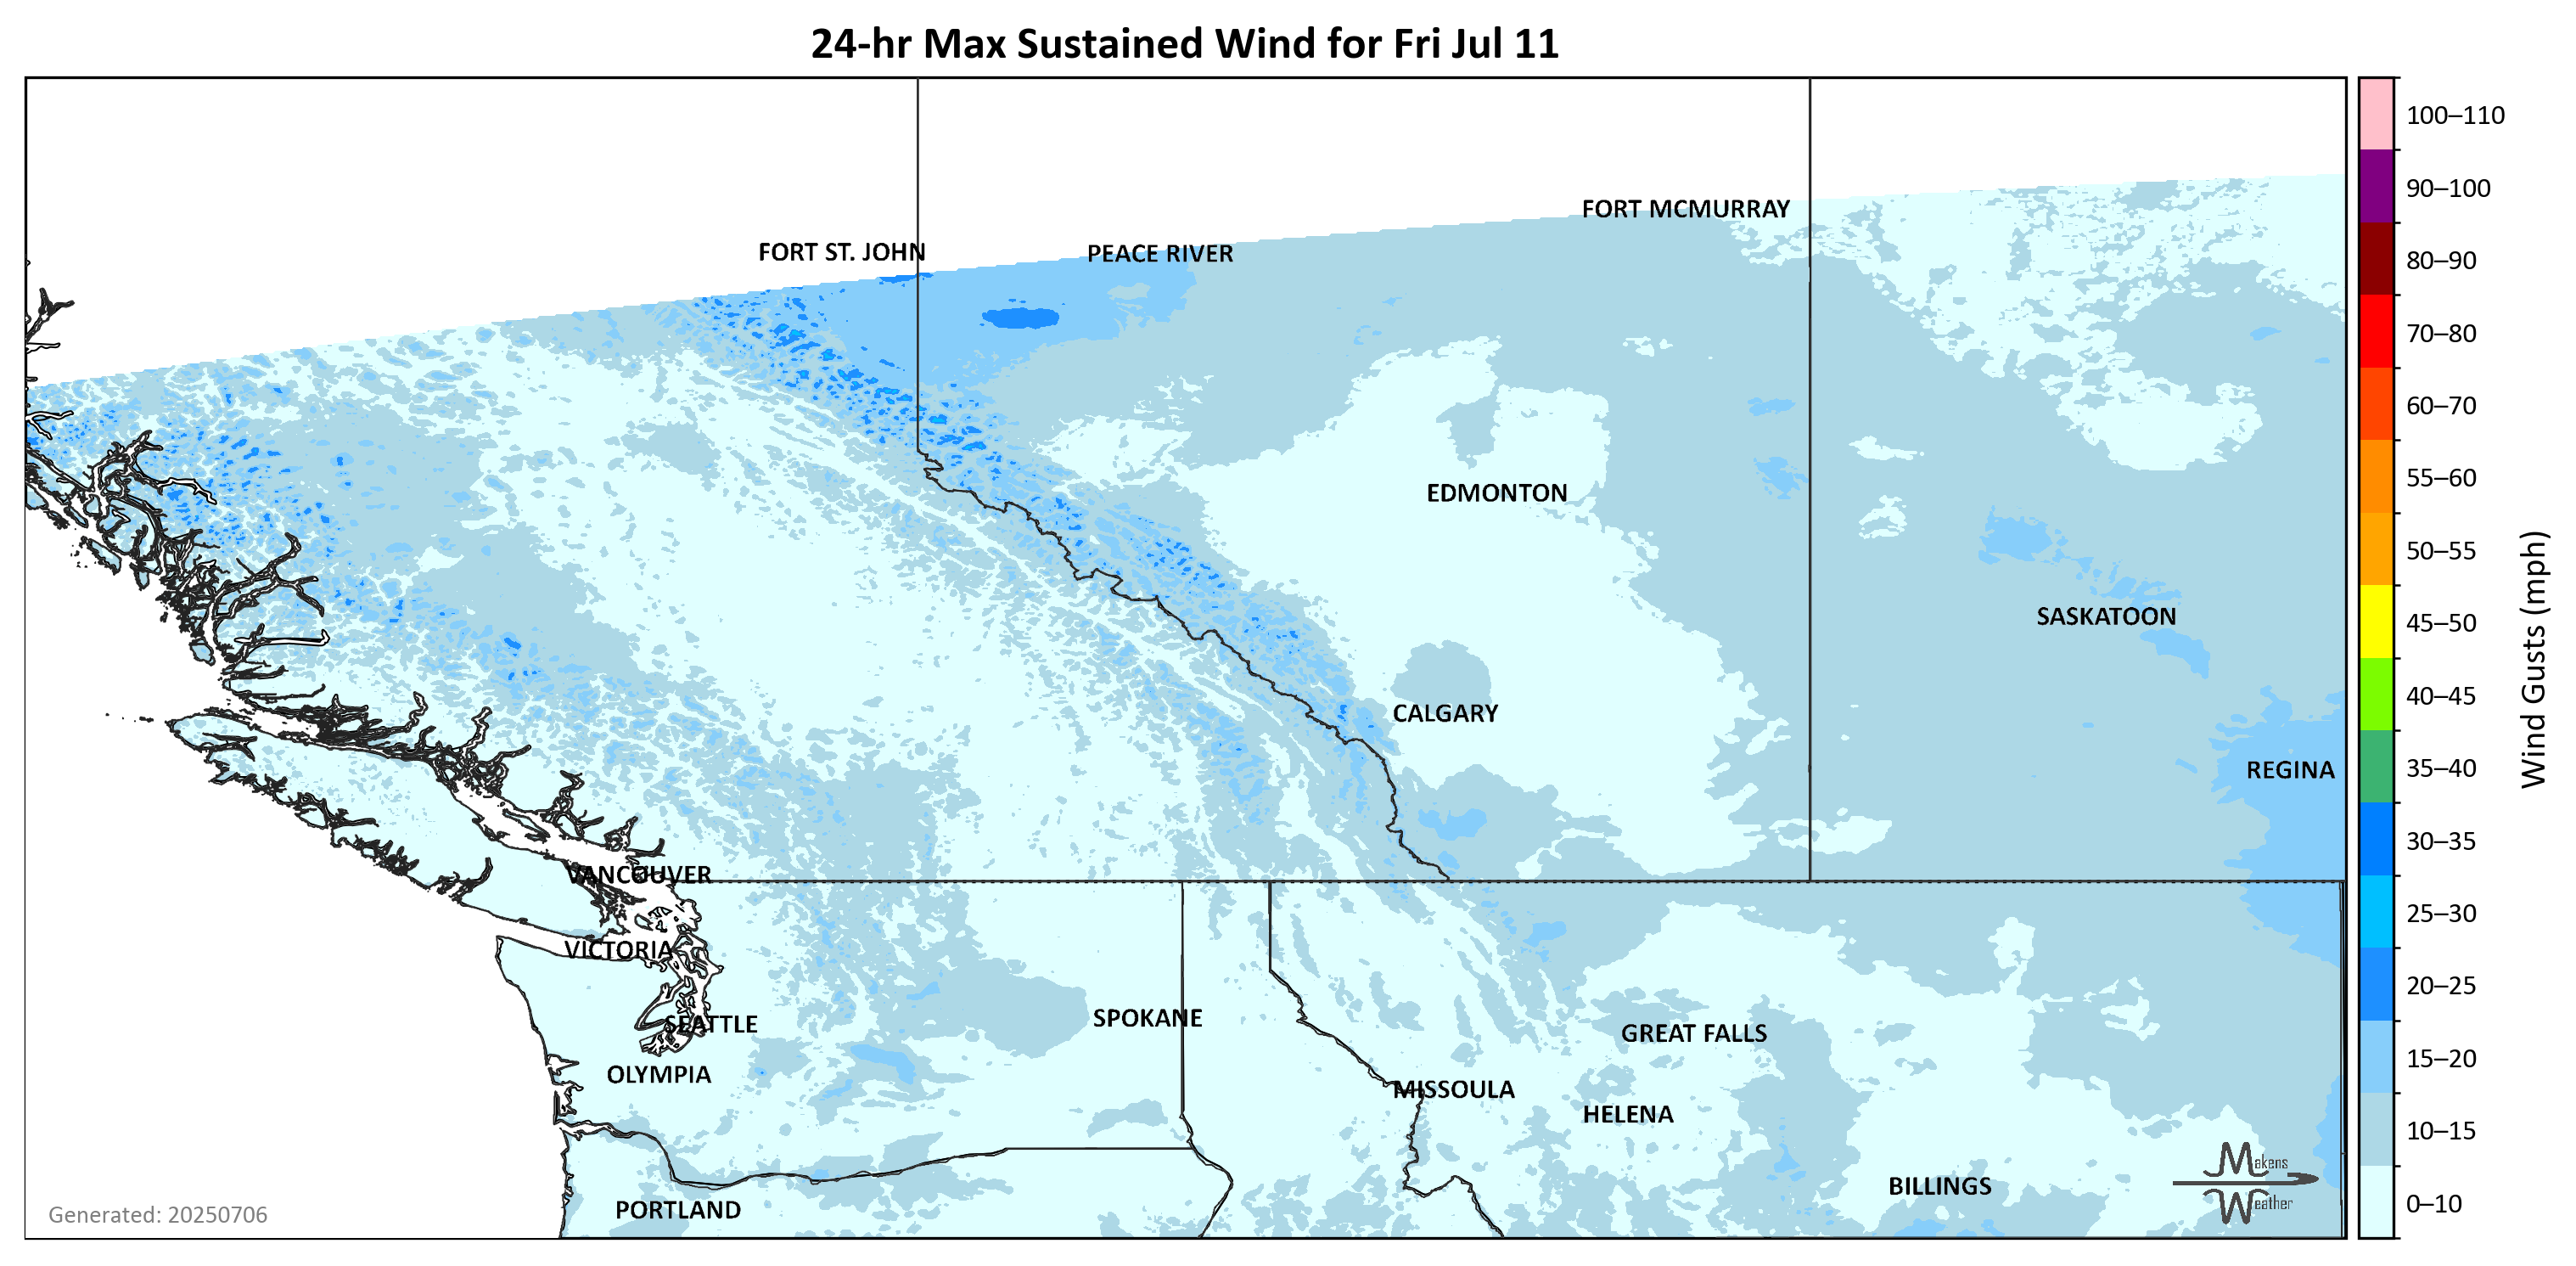 24-hr Max Sustained Wind for Fri Jul 11
100–110
90–100
80–90
70–80
60–70
55–60
50–55
45–50
40–45
35–40
30–35
25–30
20–25
15–20
10–15
0–10
Wind Gusts (mph)
FORT MCMURRAY
FORT ST. JOHN
PEACE RIVER
EDMONTON
SASKATOON
CALGARY
REGINA
VANCOUVER
VICTORIA
SEATTLE
SPOKANE
GREAT FALLS
OLYMPIA
MISSOULA
HELENA
BILLINGS
PORTLAND
Makens
Weather
Generated: 20250706